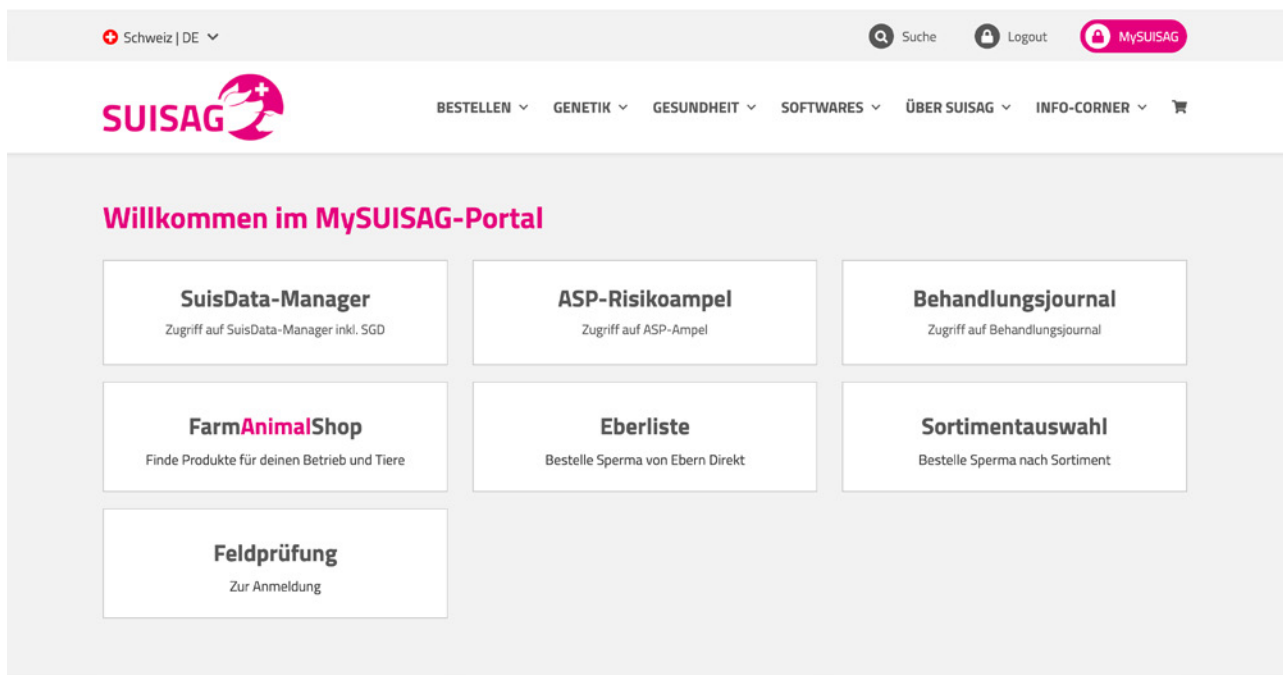 Schweiz | DE
Suche
Logout
MySUISAG
SUISAG
BESTELLEN
GENETIK
GESUNDHEIT
SOFTWARES
ÜBER SUISAG
INFO-CORNER
Willkommen im MySUISAG-Portal
SuisData-Manager
Zugriff auf SuisData-Manager inkl. SGD
ASP-Risikoampel
Zugriff auf ASP-Ampel
Behandlungsjournal
Zugriff auf Behandlungsjournal
FarmAnimalShop
Finde Produkte für deinen Betrieb und Tiere
Eberliste
Bestelle Sperma von Ebern Direkt
Sortimentauswahl
Bestelle Sperma nach Sortiment
Feldprüfung
Zur Anmeldung